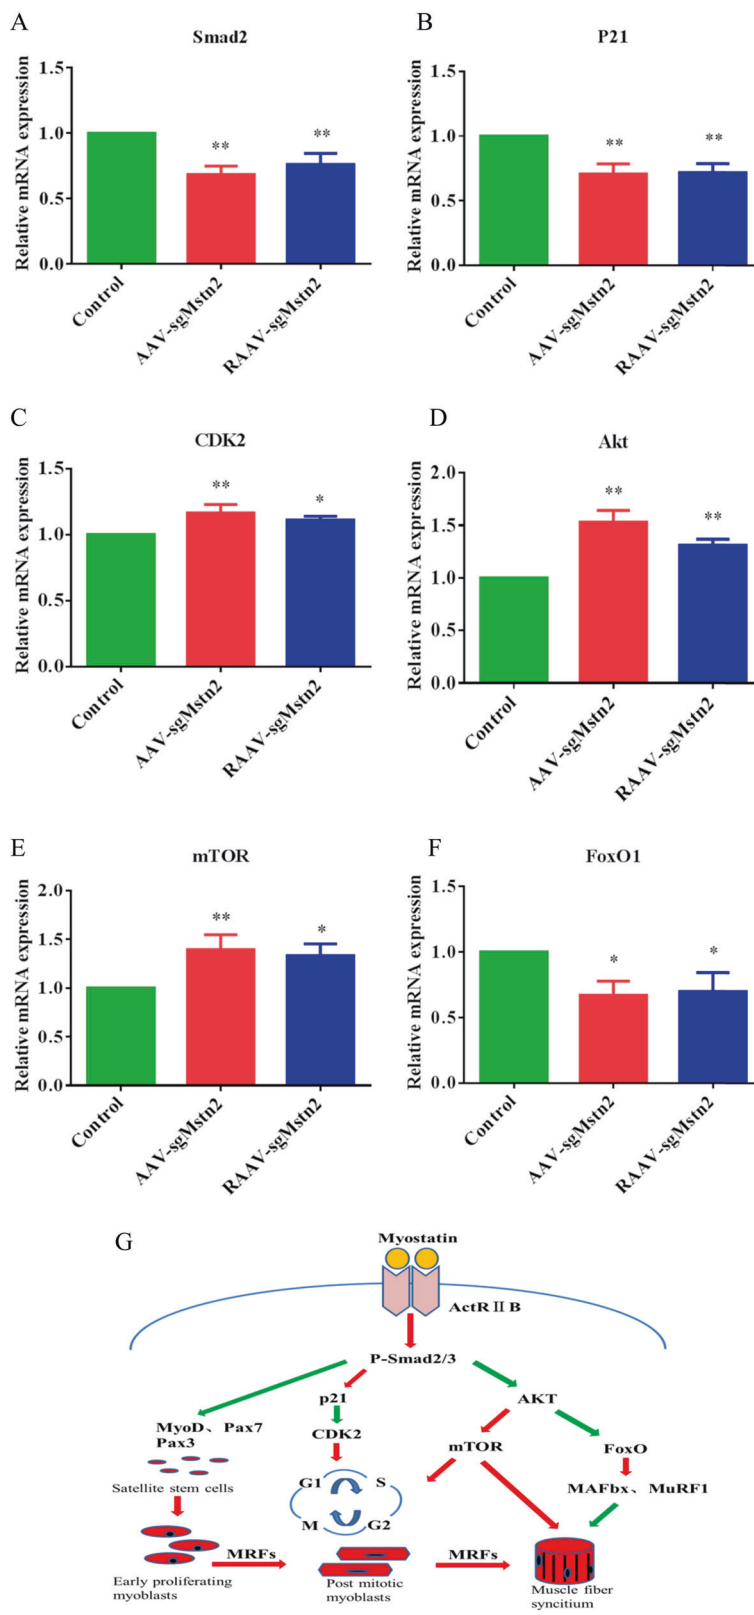 A
Smad2
Relative mRNA expression
1.5
1.0
0.5
0.0
**
**
Control
AAV-sgMstn2
RAAV-sgMstn2
B
P21
Relative mRNA expression
1.5
1.0
0.5
0.0
**
**
Control
AAV-sgMstn2
RAAV-sgMstn2
C
CDK2
Relative mRNA expression
1.5
1.0
0.5
0.0
**
*
Control
AAV-sgMstn2
RAAV-sgMstn2
D
Akt
Relative mRNA expression
2.0
1.5
1.0
0.5
0.0
**
**
Control
AAV-sgMstn2
RAAV-sgMstn2
E
mTOR
Relative mRNA expression
2.0
1.5
1.0
0.5
0.0
**
*
Control
AAV-sgMstn2
RAAV-sgMstn2
F
FoxO1
Relative mRNA expression
1.5
1.0
0.5
0.0
*
*
Control
AAV-sgMstn2
RAAV-sgMstn2
G
Myostatin
ActRⅡB
P-Smad2/3
p21
AKT
MyoD、Pax7
Pax3
CDK2
mTOR
FoxO
Satellite stem cells
G1
S
M
G2
MAFbx、MuRF1
MRFs
MRFs
Early proliferating
myoblasts
Post mitotic
myoblasts
Muscle fiber
syncitium